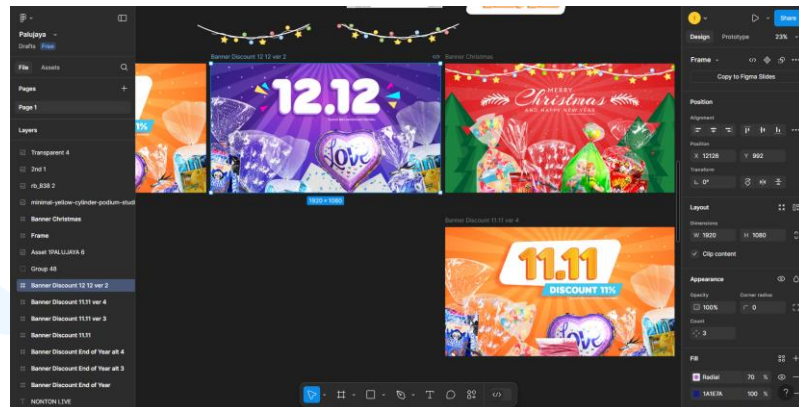 Palujaya
Drafts Free
File Assets
Pages
Page 1
Layers
Transparent 4
2nd 1
rb_838 2
minimal-yellow-cylinder-podium-studi
Banner Christmas
Frame
Asset 1PALUJAYA 6
Group 48
Banner Discount 12 12 ver 2
Banner Discount 11.11 ver 4
Banner Discount 11.11 ver 3
Banner Discount 11.11
Banner Discount End of Year alt 4
Banner Discount End of Year alt 3
Banner Discount End of Year
NONTON LIVE
Banner Discount 12 12 ver 2
12.12
Love
1920 × 1080
Banner Christmas
MERRY
Christmas
AND HAPPY NEW YEAR
Banner Discount 11.11 ver 4
11.11
DISCOUNT 11%
Love
Share
Design Prototype 23%
Frame
Copy to Figma Slides
Position
Alignment
Position
X 12128 Y 992
Transform
0°
Layout
Dimensions
W 1920 H 1080
Clip content
Appearance
Opacity Corner radius
100% 0
Count
3
Fill
Radial 70 %
1A1E7A 100 %